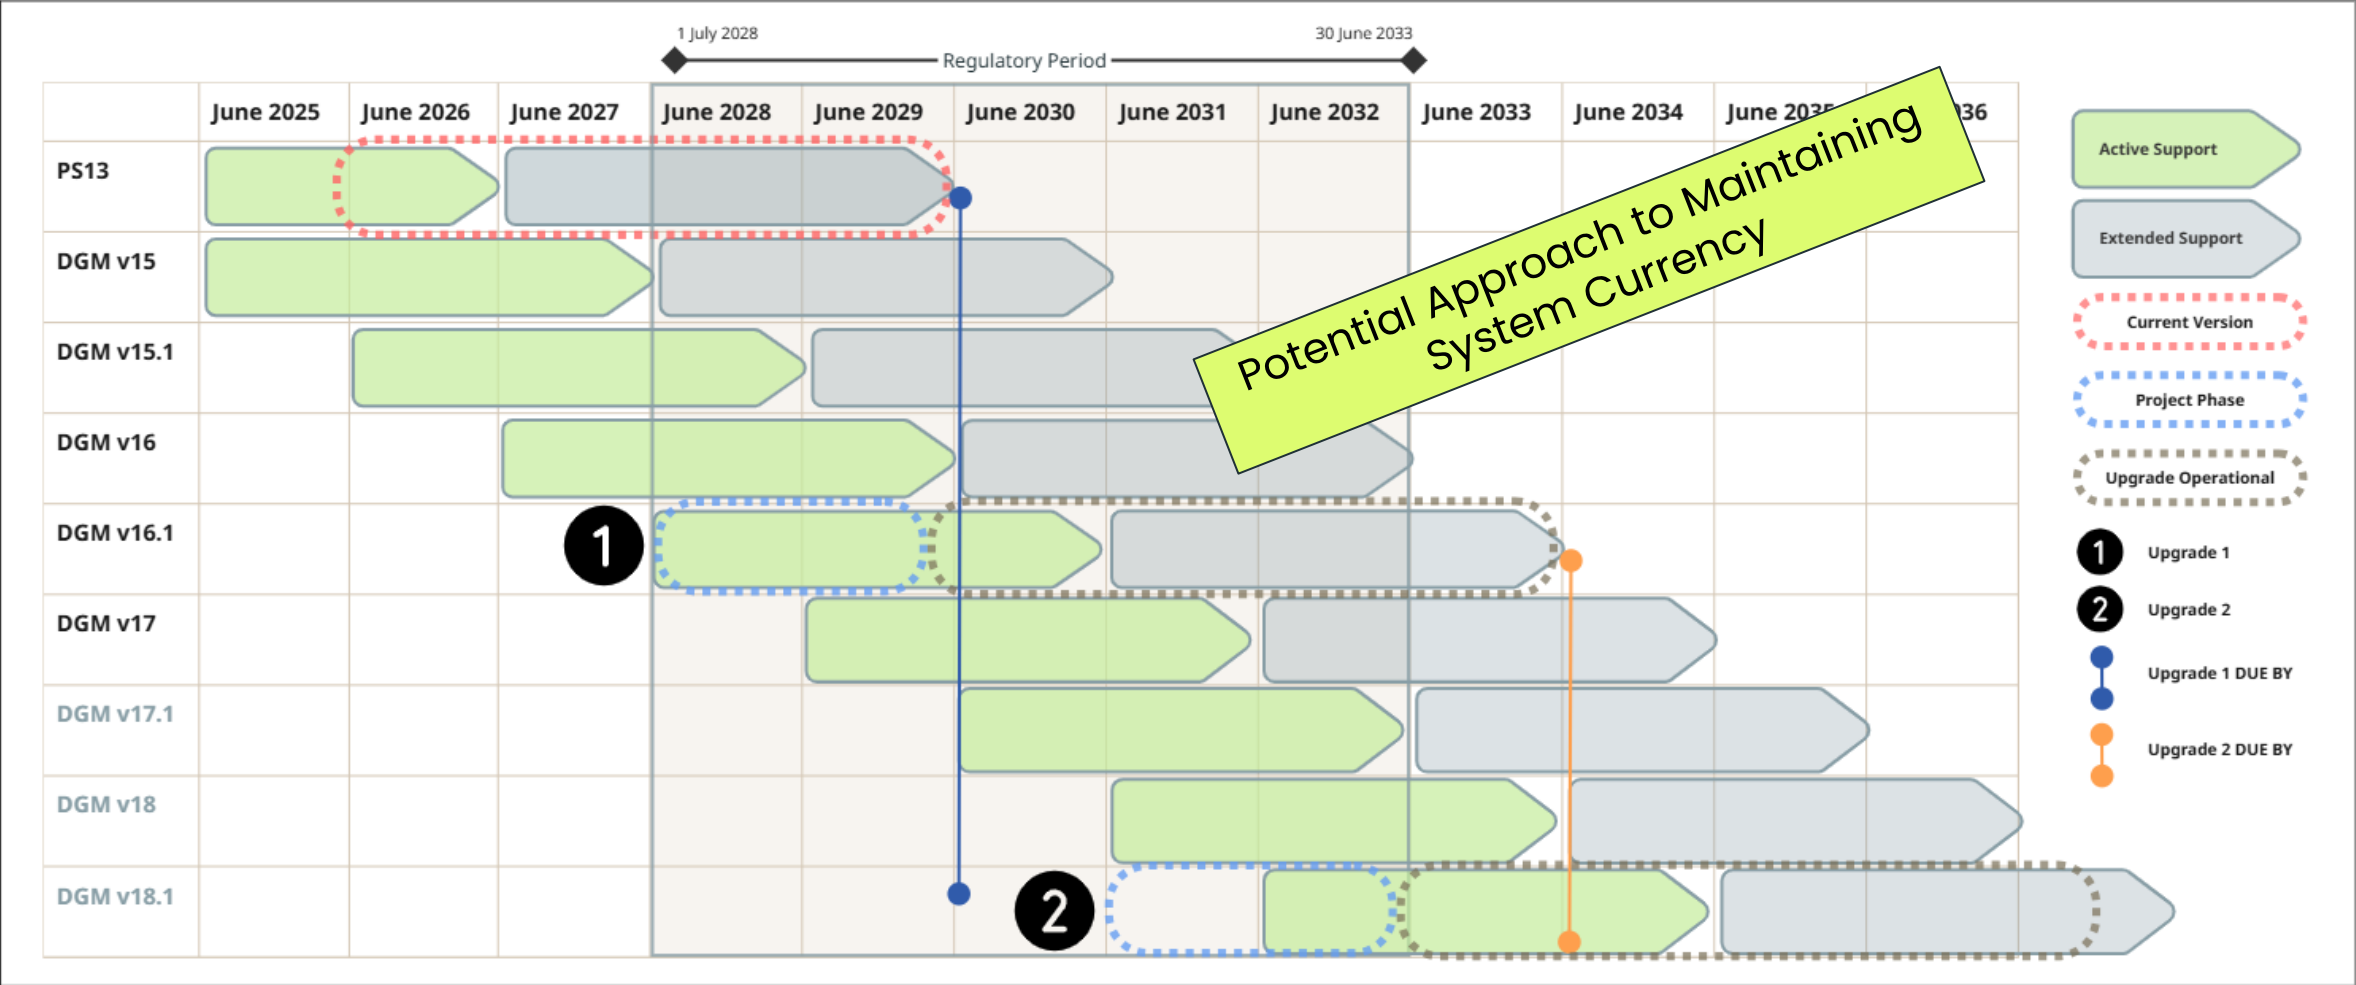 1 July 2028
30 June 2033
Regulatory Period
June 2025 June 2026 June 2027 June 2028 June 2029 June 2030 June 2031 June 2032 June 2033 June 2034 June 2035 36
PS13
DGM v15
DGM v15.1
DGM v16
DGM v16.1
DGM v17
DGM v17.1
DGM v18
DGM v18.1
1
2
Potential Approach to Maintaining
System Currency
Active Support
Extended Support
Current Version
Project Phase
Upgrade Operational
1 Upgrade 1
2 Upgrade 2
Upgrade 1 DUE BY
Upgrade 2 DUE BY